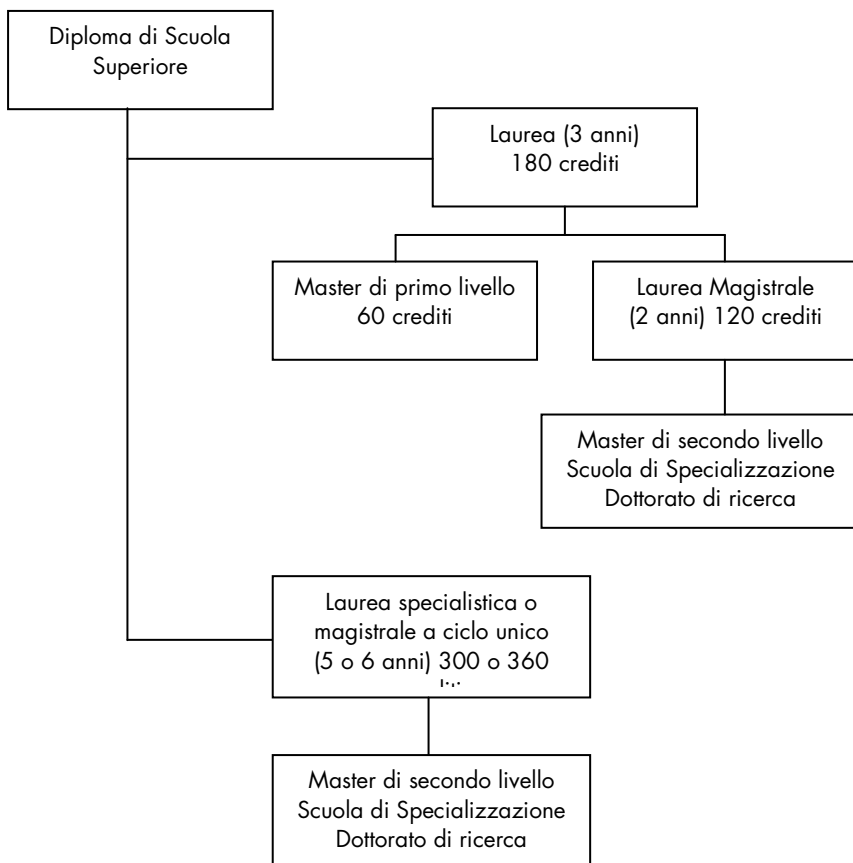 Diploma di Scuola
Superiore
Laurea (3 anni)
180 crediti
Master di primo livello
60 crediti
Laurea Magistrale
(2 anni) 120 crediti
Master di secondo livello
Scuola di Specializzazione
Dottorato di ricerca
Laurea specialistica o
magistrale a ciclo unico
(5 o 6 anni) 300 o 360
Master di secondo livello
Scuola di Specializzazione
Dottorato di ricerca